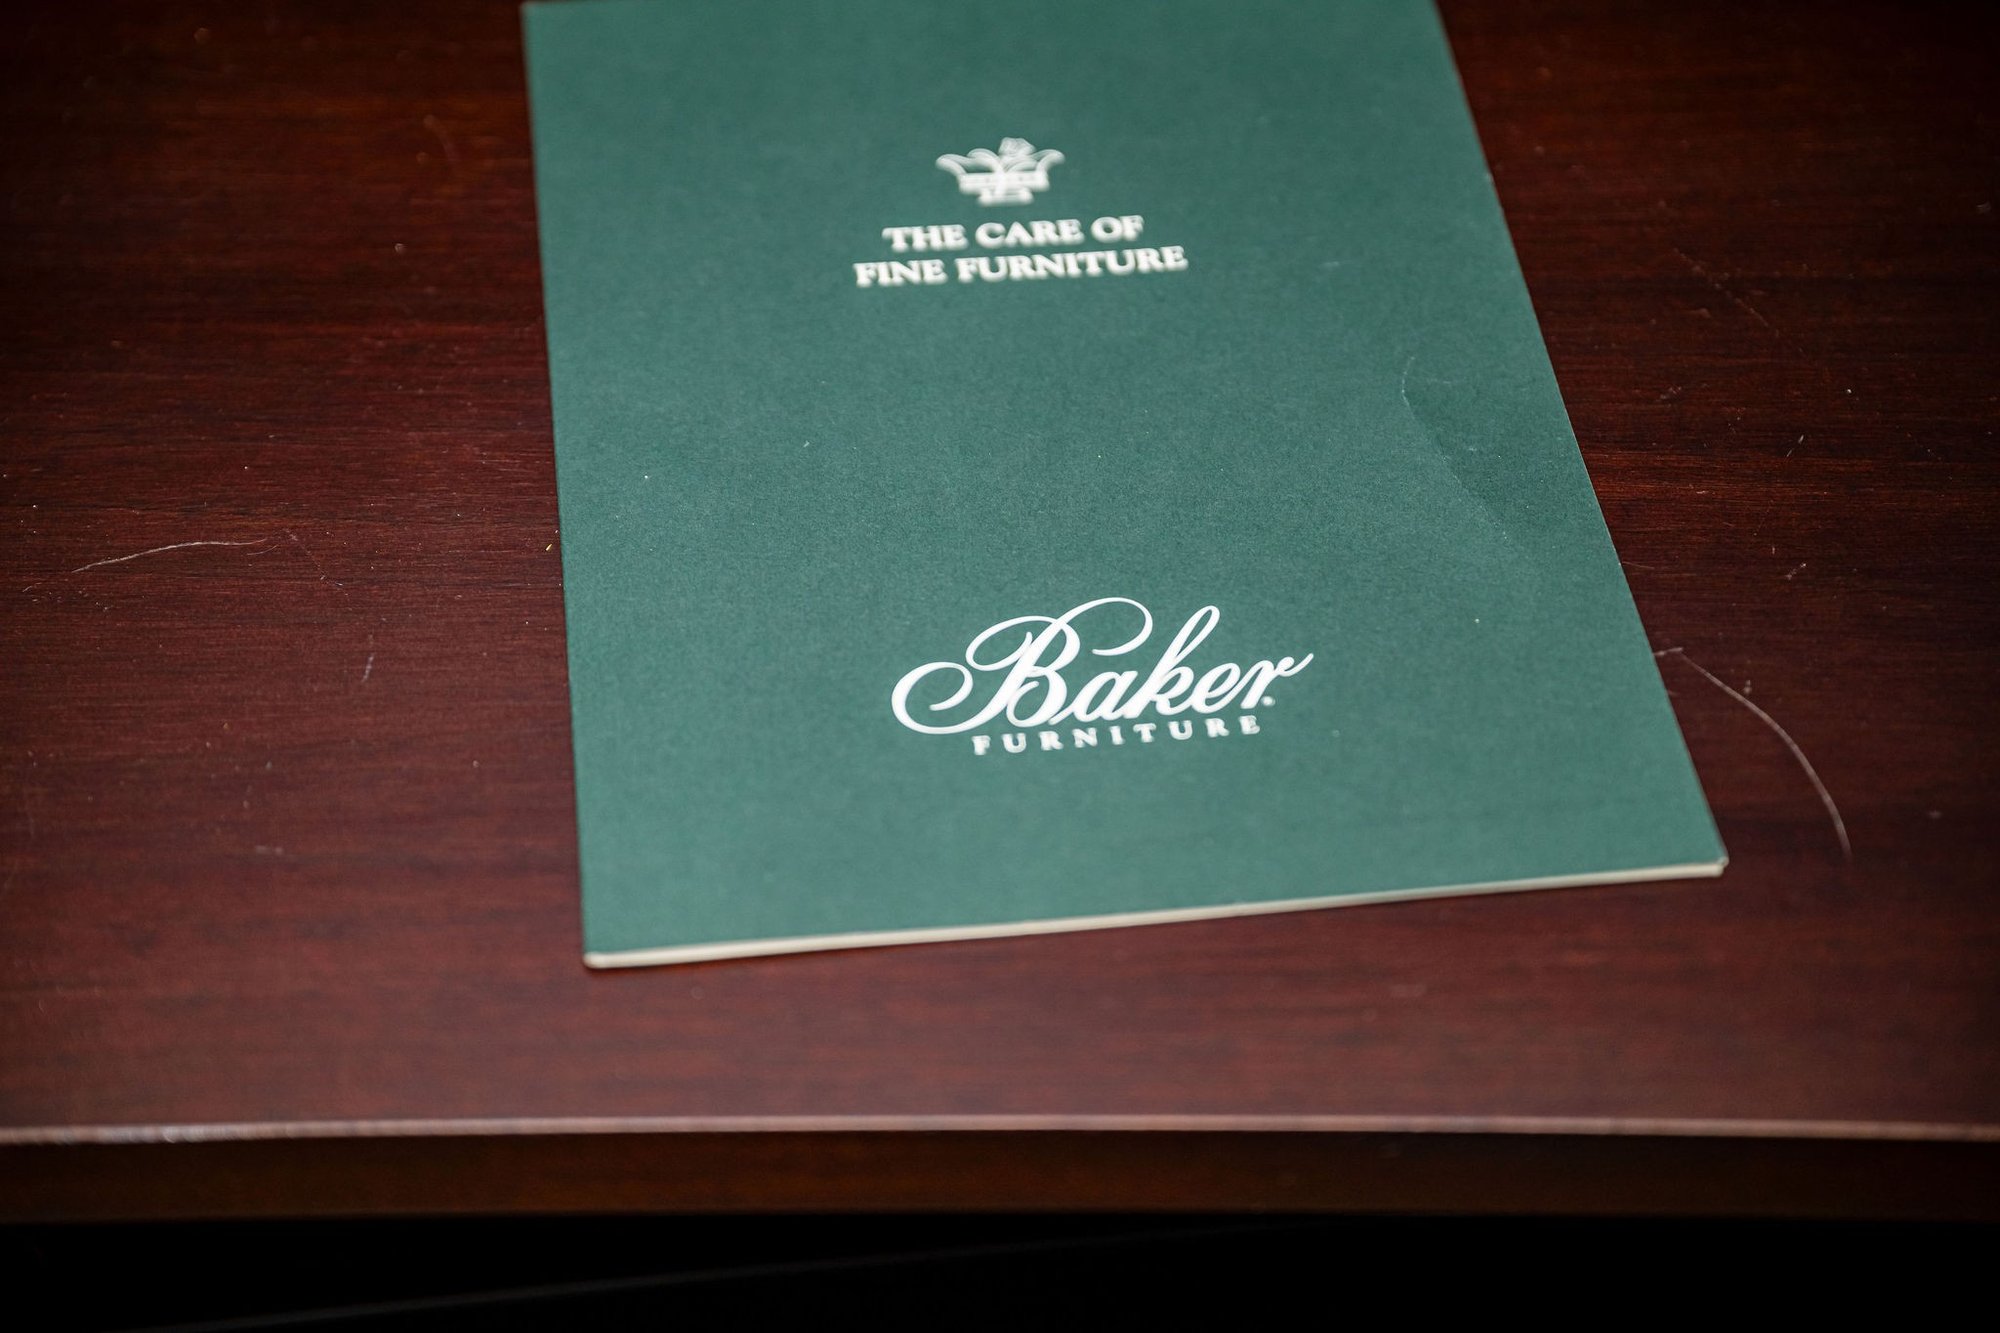 THE CARE OF
FINE FURNITURE
Baker
FURNITURE